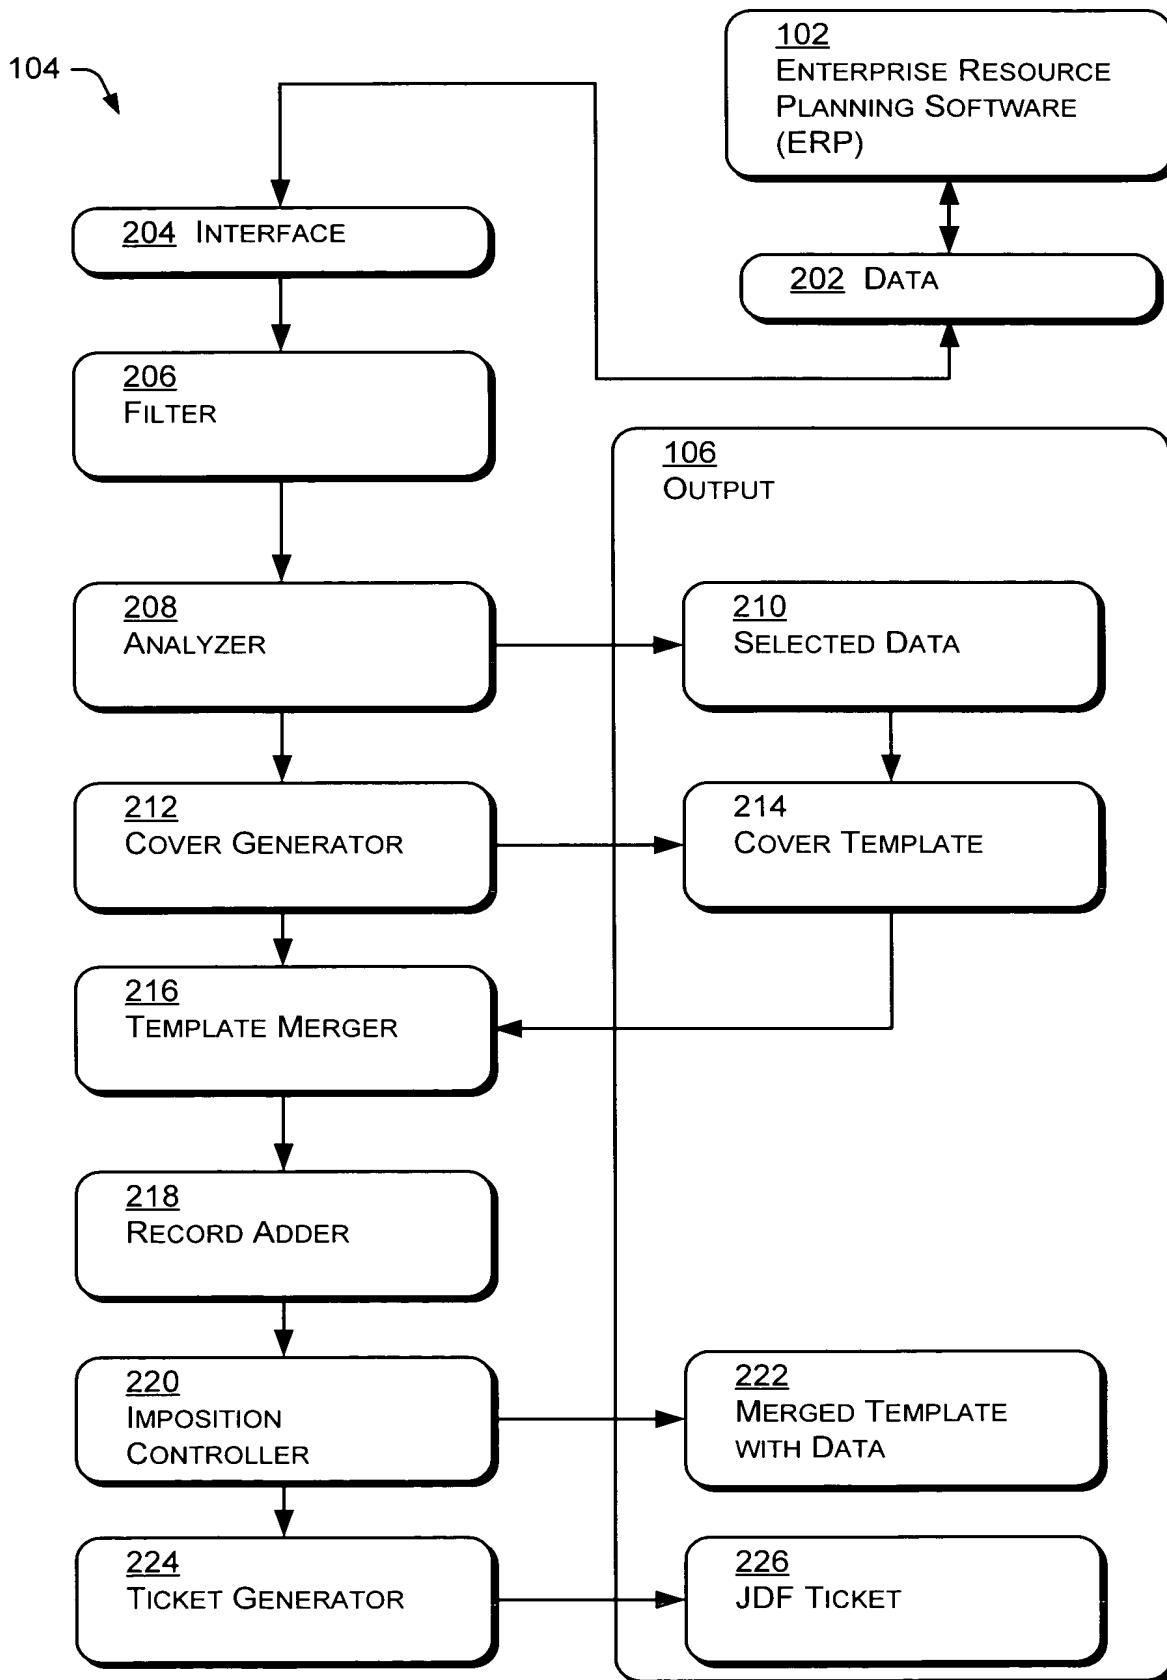 104
102
ENTERPRISE RESOURCE
PLANNING SOFTWARE
(ERP)
204 INTERFACE
202 DATA
206
FILTER
106
OUTPUT
208
ANALYZER
210
SELECTED DATA
212
COVER GENERATOR
214
COVER TEMPLATE
216
TEMPLATE MERGER
218
RECORD ADDER
220
IMPOSITION
CONTROLLER
222
MERGED TEMPLATE
WITH DATA
224
TICKET GENERATOR
226
JDF TICKET